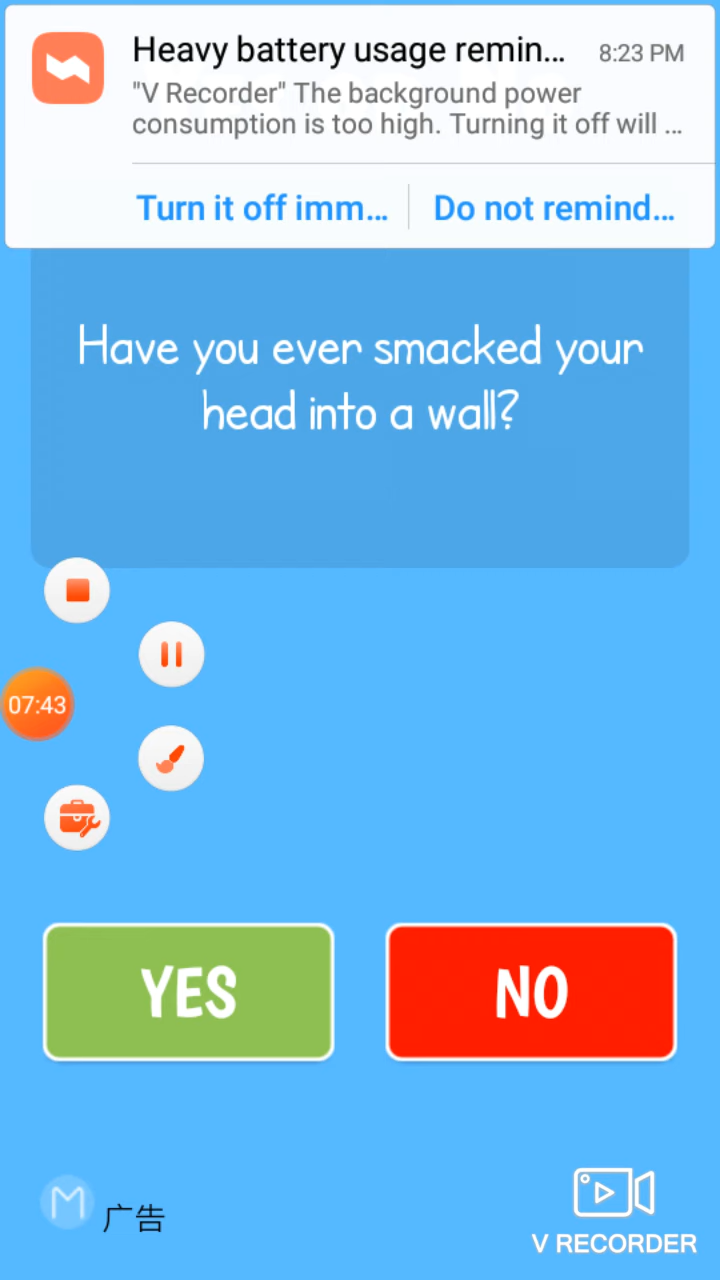 Heavy battery usage remin... 8:23 PM
"V Recorder" The background power
consumption is too high. Turning it off will ...
Turn it off imm... Do not remind...
Have you ever smacked your
head into a wall?
07:43
YES NO
M 广告
V RECORDER